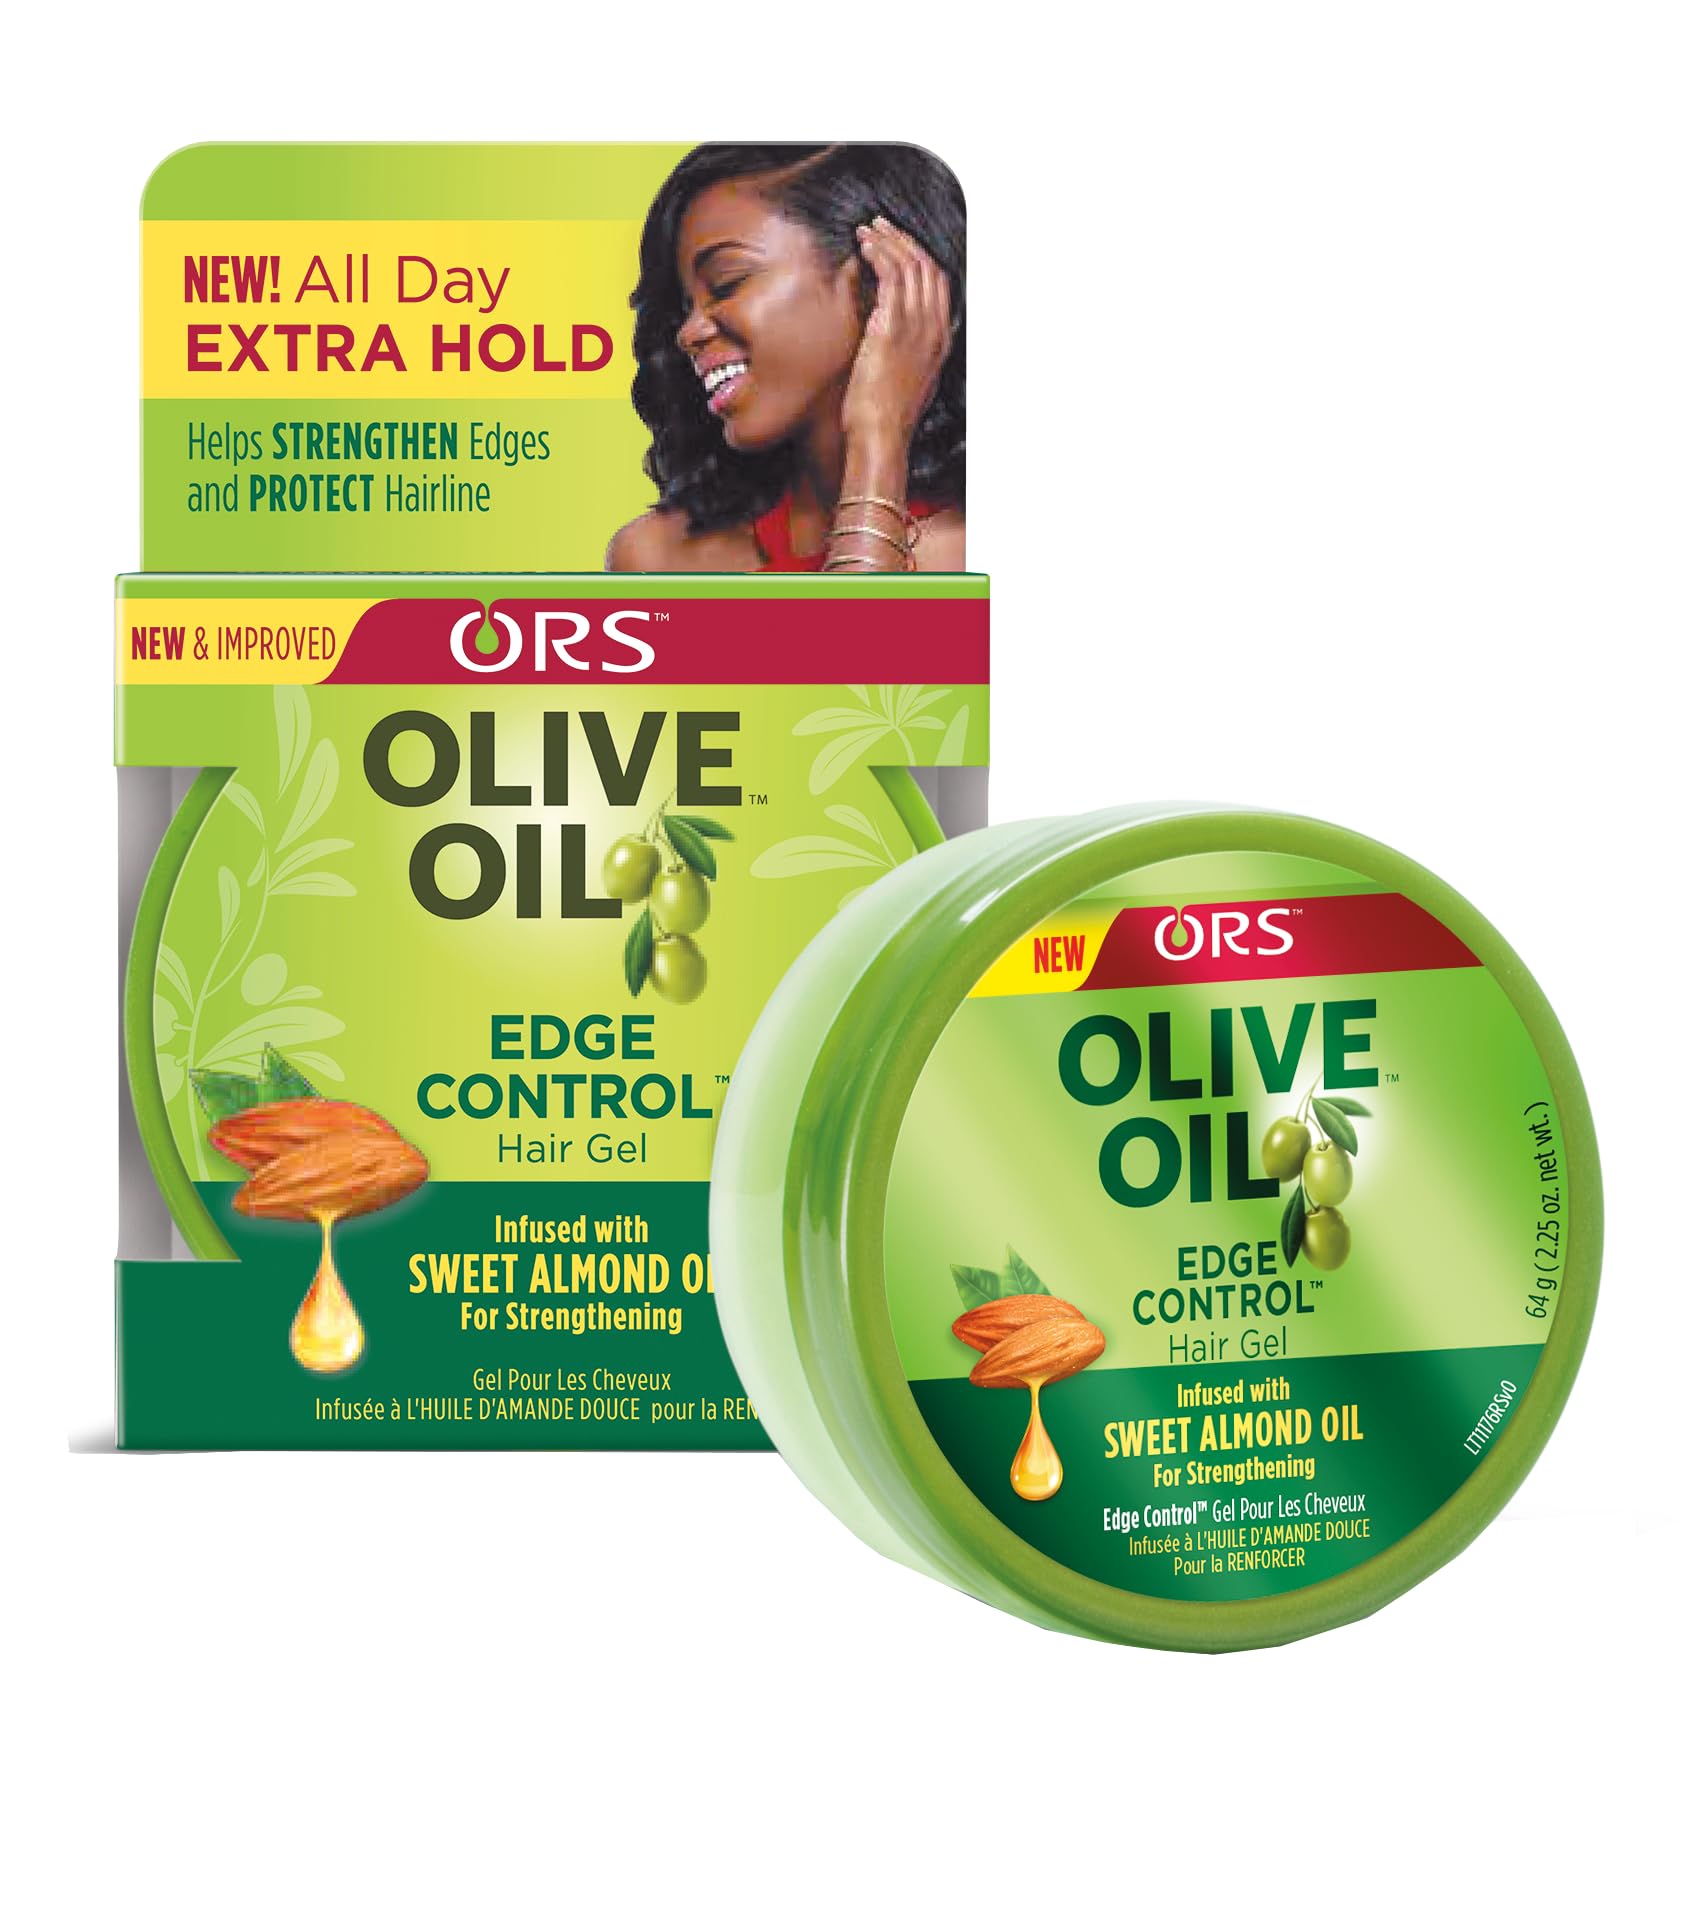 NEW! All Day
EXTRA HOLD
Helps STRENGTHEN Edges
and PROTECT Hairline
NEW & IMPROVED
ORS™
OLIVE
OIL™
EDGE
CONTROL™
Hair Gel
Infused with
SWEET ALMOND
For Strengthening
Gel Pour Les Cheveux
Infusée à L'HUILE D'AMANDE DOUCE pour la
NEW
ORS™
OLIVE
OIL™
EDGE
CONTROL™
Hair Gel
Infused with
SWEET ALMOND OIL
For Strengthening
Edge Control™ Gel Pour Les Cheveux
Infusée à L'HUILE D'AMANDE DOUCE
Pour la RENFORCER
64 g ( 2.25 oz. net wt. )
LT11176RSv0